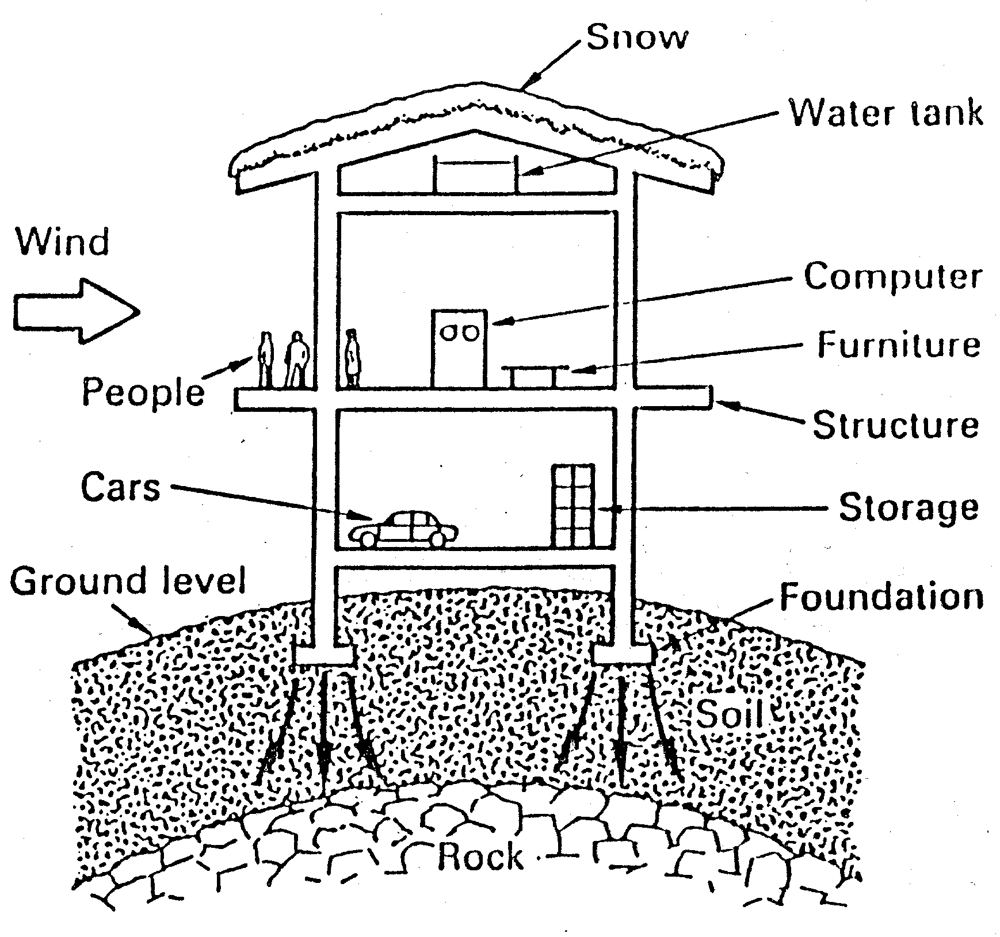 Snow
Water tank
Wind
Computer
Furniture
People
Structure
Cars
Storage
Ground level
Foundation
Soil
Rock